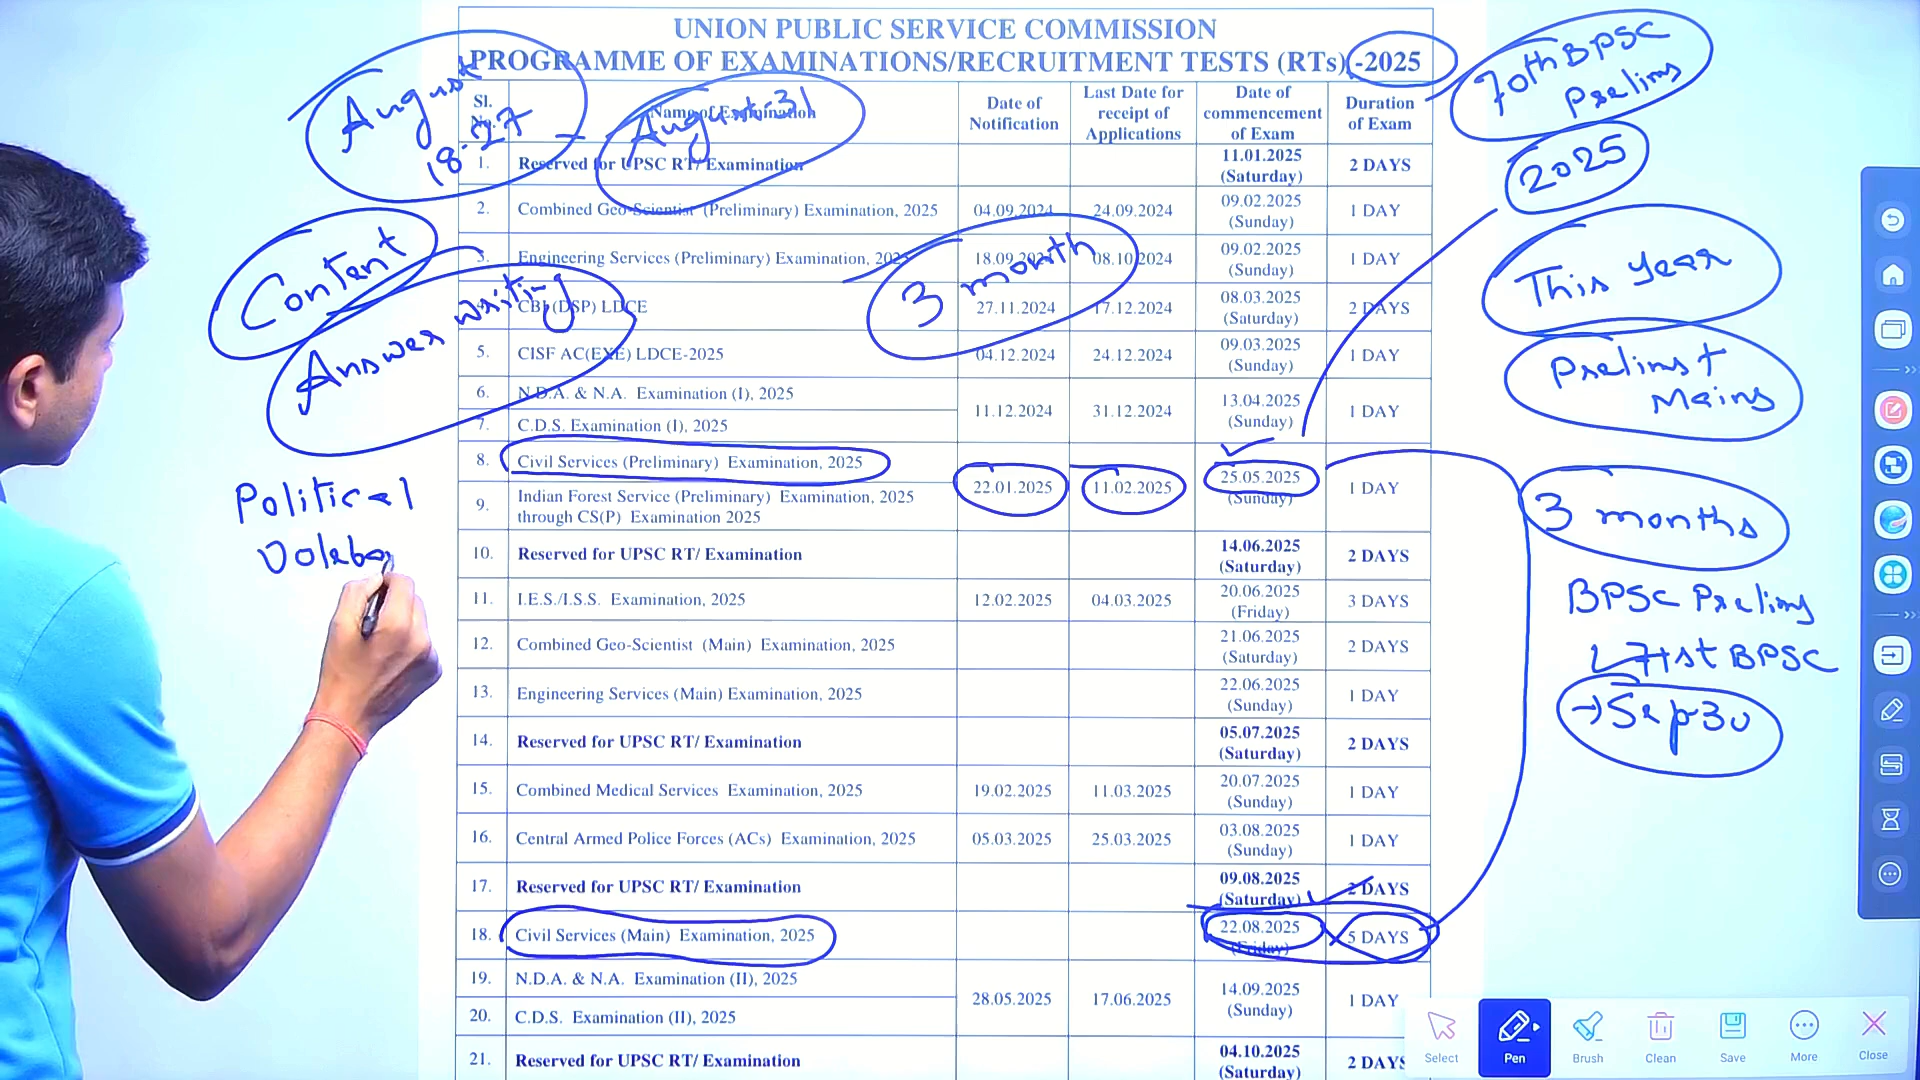 UNION PUBLIC SERVICE COMMISSION
PROGRAMME OF EXAMINATIONS/RECRUITMENT TESTS (RTs) -2025
Sl. No. Name of Examination Date of Notification Last Date for receipt of Applications Date of commencement of Exam Duration of Exam
1. Reserved for UPSC RT/ Examination 11.01.2025 (Saturday) 2 DAYS
2. Combined Geo-Scientist (Preliminary) Examination, 2025 04.09.2024 24.09.2024 09.02.2025 (Sunday) 1 DAY
3. Engineering Services (Preliminary) Examination, 2025 18.09.2024 08.10.2024 09.02.2025 (Sunday) 1 DAY
4. CBI (DSP) LDCE 27.11.2024 17.12.2024 08.03.2025 (Saturday) 2 DAYS
5. CISF AC(EXE) LDCE-2025 04.12.2024 24.12.2024 09.03.2025 (Sunday) 1 DAY
6. N.D.A. & N.A. Examination (I), 2025 11.12.2024 31.12.2024 13.04.2025 (Sunday) 1 DAY
7. C.D.S. Examination (I), 2025
8. Civil Services (Preliminary) Examination, 2025 22.01.2025 11.02.2025 25.05.2025 (Sunday) 1 DAY
9. Indian Forest Service (Preliminary) Examination, 2025
through CS(P) Examination 2025
10. Reserved for UPSC RT/ Examination 14.06.2025 (Saturday) 2 DAYS
11. I.E.S./I.S.S. Examination, 2025 12.02.2025 04.03.2025 20.06.2025 (Friday) 3 DAYS
12. Combined Geo-Scientist (Main) Examination, 2025 21.06.2025 (Saturday) 2 DAYS
13. Engineering Services (Main) Examination, 2025 22.06.2025 (Sunday) 1 DAY
14. Reserved for UPSC RT/ Examination 05.07.2025 (Saturday) 2 DAYS
15. Combined Medical Services Examination, 2025 19.02.2025 11.03.2025 20.07.2025 (Sunday) 1 DAY
16. Central Armed Police Forces (ACs) Examination, 2025 05.03.2025 25.03.2025 03.08.2025 (Sunday) 1 DAY
17. Reserved for UPSC RT/ Examination 09.08.2025 (Saturday) 2 DAYS
18. Civil Services (Main) Examination, 2025 22.08.2025 (Friday) 5 DAYS
19. N.D.A. & N.A. Examination (II), 2025 28.05.2025 17.06.2025 14.09.2025 (Sunday) 1 DAY
20. C.D.S. Examination (II), 2025
21. Reserved for UPSC RT/ Examination 04.10.2025 (Saturday) 2 DAYS
August
18-27
August-31
Content
Answer writing
3 month
Political
70th BPSC
Prelims
2025
This year
Prelims +
Mains
3 months
BPSC Prelims
71st BPSC
→ Sep-30
Select
Pen
Brush
Clean
Save
More
Close